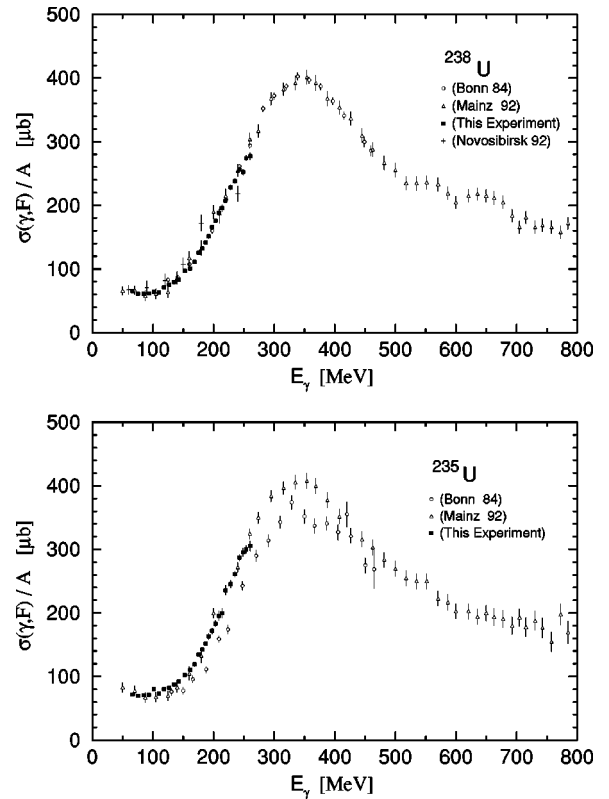 500
400
300
200
100
0
σ(γ,F) / A [μb]
238U
(Bonn 84)
(Mainz 92)
(This Experiment)
(Novosibirsk 92)
0 100 200 300 400 500 600 700 800
Eγ [MeV]
500
400
300
200
100
0
σ(γ,F) / A [μb]
235U
(Bonn 84)
(Mainz 92)
(This Experiment)
0 100 200 300 400 500 600 700 800
Eγ [MeV]